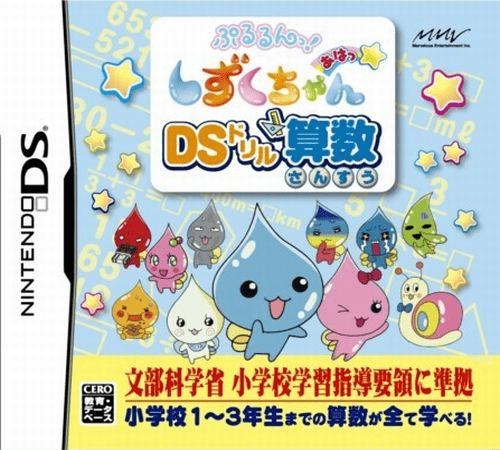 ぷるるんっ!
しずくちゃん
あはっ☆
DSドリル 算数
さんすう
MMV
Marvelous Entertainment Inc.
NINTENDO DS
TM
CERO
教育・
データ
ベース
文部科学省 小学校学習指導要領に準拠
小学校1〜3年生までの算数が全て学べる!